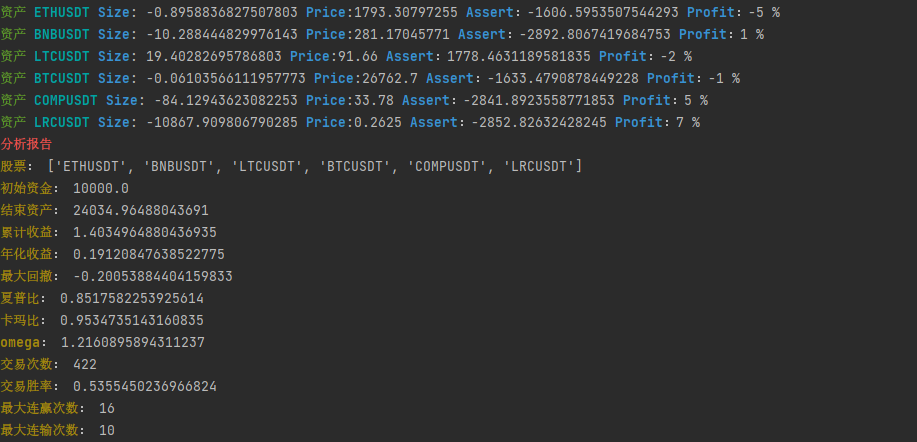 资产 ETHUSDT Size: -0.8958836827507803 Price:1793.30797255 Assert：-1606.5953507544293 Profit：-5 %
资产 BNBUSDT Size: -10.288444829976143 Price:281.17045771 Assert：-2892.8067419684753 Profit：1 %
资产 LTCUSDT Size: 19.40282695786803 Price:91.66 Assert：1778.4631189581835 Profit：-2 %
资产 BTCUSDT Size: -0.06103566111957773 Price:26762.7 Assert：-1633.4790878449228 Profit：-1 %
资产 COMPUSDT Size: -84.12943623082253 Price:33.78 Assert：-2841.8923558771853 Profit：5 %
资产 LRCUSDT Size: -10867.909806790285 Price:0.2625 Assert：-2852.82632428245 Profit：7 %
分析报告
股票： ['ETHUSDT', 'BNBUSDT', 'LTCUSDT', 'BTCUSDT', 'COMPUSDT', 'LRCUSDT']
初始资金： 10000.0
结束资产： 24034.96488043691
累计收益： 1.4034964880436935
年化收益： 0.19120847638522775
最大回撤： -0.20053884404159833
夏普比： 0.8517582253925614
卡玛比： 0.9534735143160835
omega： 1.2160895894311237
交易次数： 422
交易胜率： 0.5355450236966824
最大连赢次数： 16
最大连输次数： 10